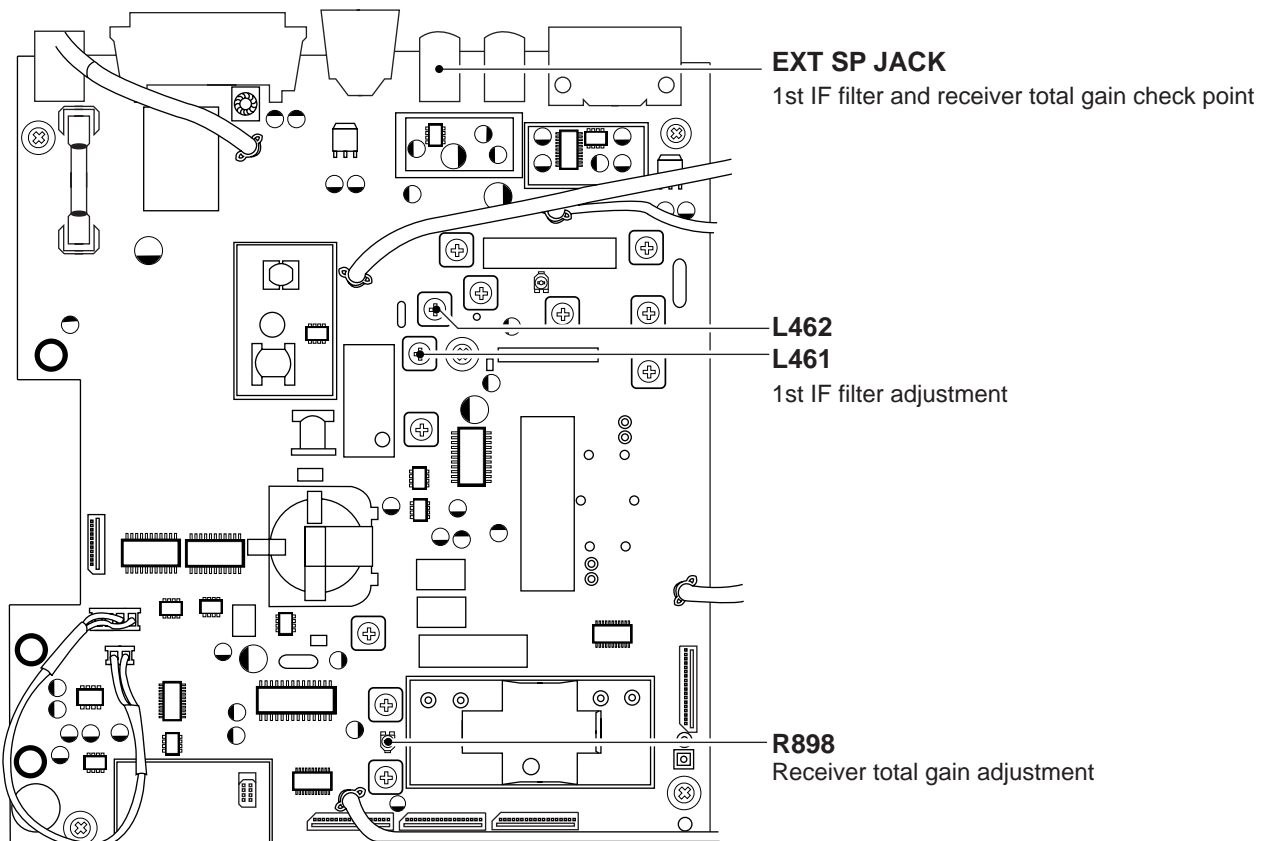 EXT SP JACK
1st IF filter and receiver total gain check point
L462
L461
1st IF filter adjustment
R898
Receiver total gain adjustment